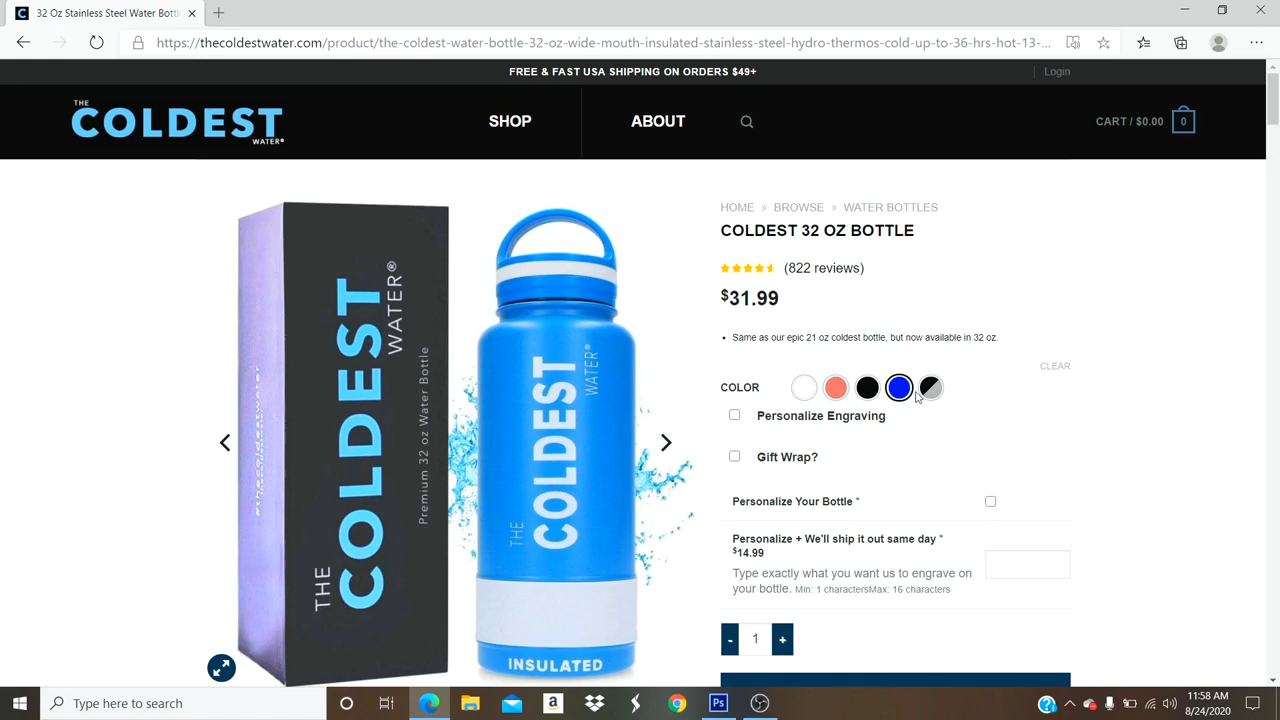 32 Oz Stainless Steel Water Bott
https://thecoldestwater.com/product/the-coldest-water-bottle-32-oz-wide-mouth-insulated-stainless-steel-hydro-thermos-cold-up-to-36-hrs-hot-13-...
FREE & FAST USA SHIPPING ON ORDERS $49+
Login
THE
COLDEST
WATER®
SHOP
ABOUT
CART / $0.00
0
HOME » BROWSE » WATER BOTTLES
COLDEST 32 OZ BOTTLE
(822 reviews)
$31.99
• Same as our epic 21 oz coldest bottle, but now available in 32 oz.
CLEAR
COLOR
Personalize Engraving
Gift Wrap?
Personalize Your Bottle *
Personalize + We'll ship it out same day *
$14.99
Type exactly what you want us to engrave on
your bottle. Min: 1 charactersMax: 16 characters
- 1 +
THE
COLDEST
WATER®
Premium 32 oz Water Bottle
THE
COLDEST
WATER®
INSULATED
Type here to search
a
Ps
11:58 AM
8/24/2020